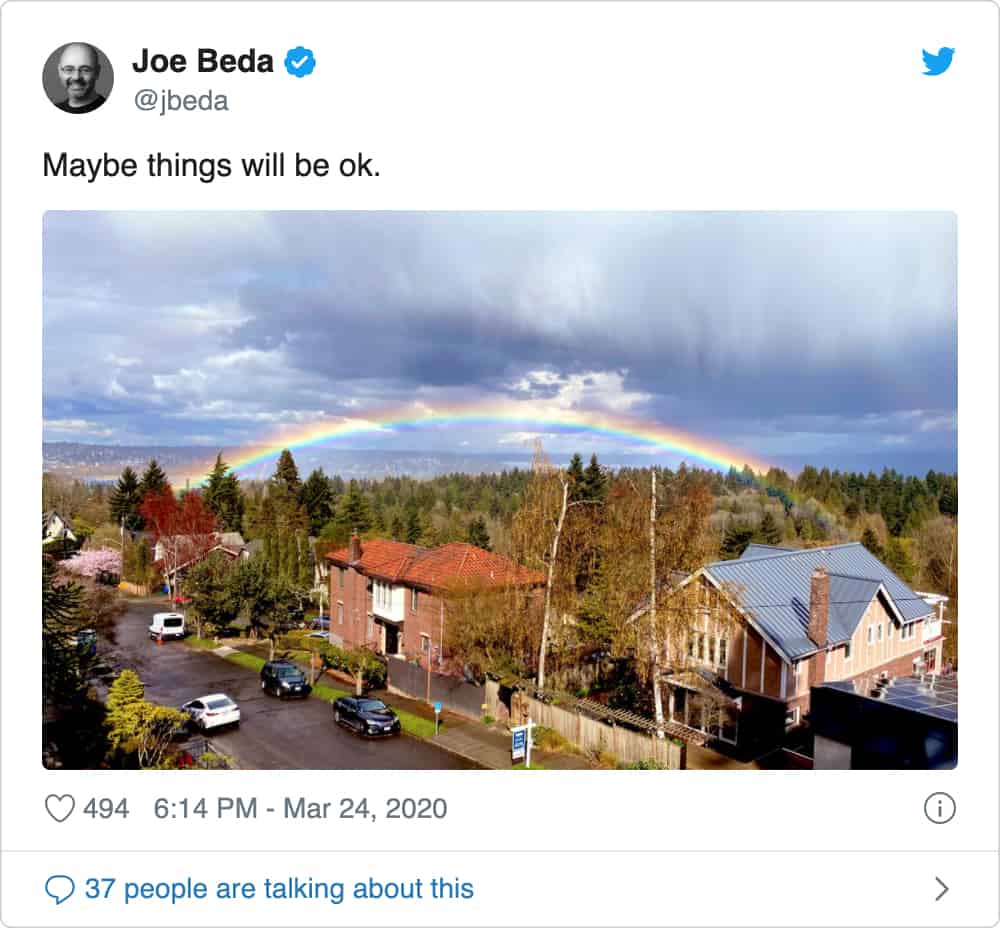 Joe Beda
@jbeda
Maybe things will be ok.
494 6:14 PM - Mar 24, 2020
37 people are talking about this